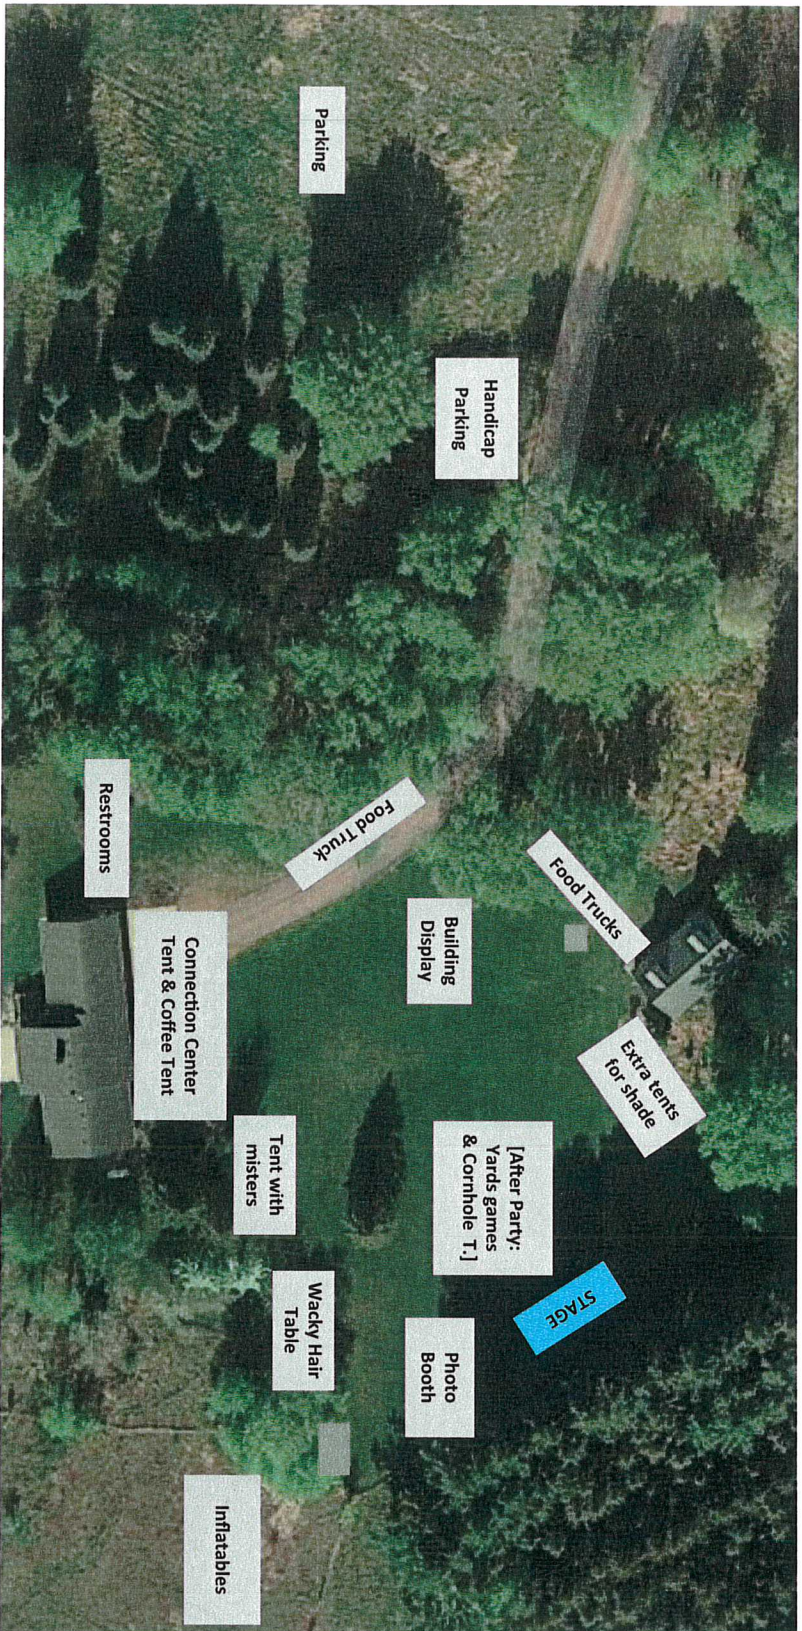 Parking
Handicap
Parking
Food Truck
Restrooms
Food Trucks
Building
Display
Connection Center
Tent & Coffee Tent
Extra tents
for shade
Tent with
misters
[After Party:
Yards games
& Cornhole T.]
STAGE
Wacky Hair
Table
Photo
Booth
Inflatables